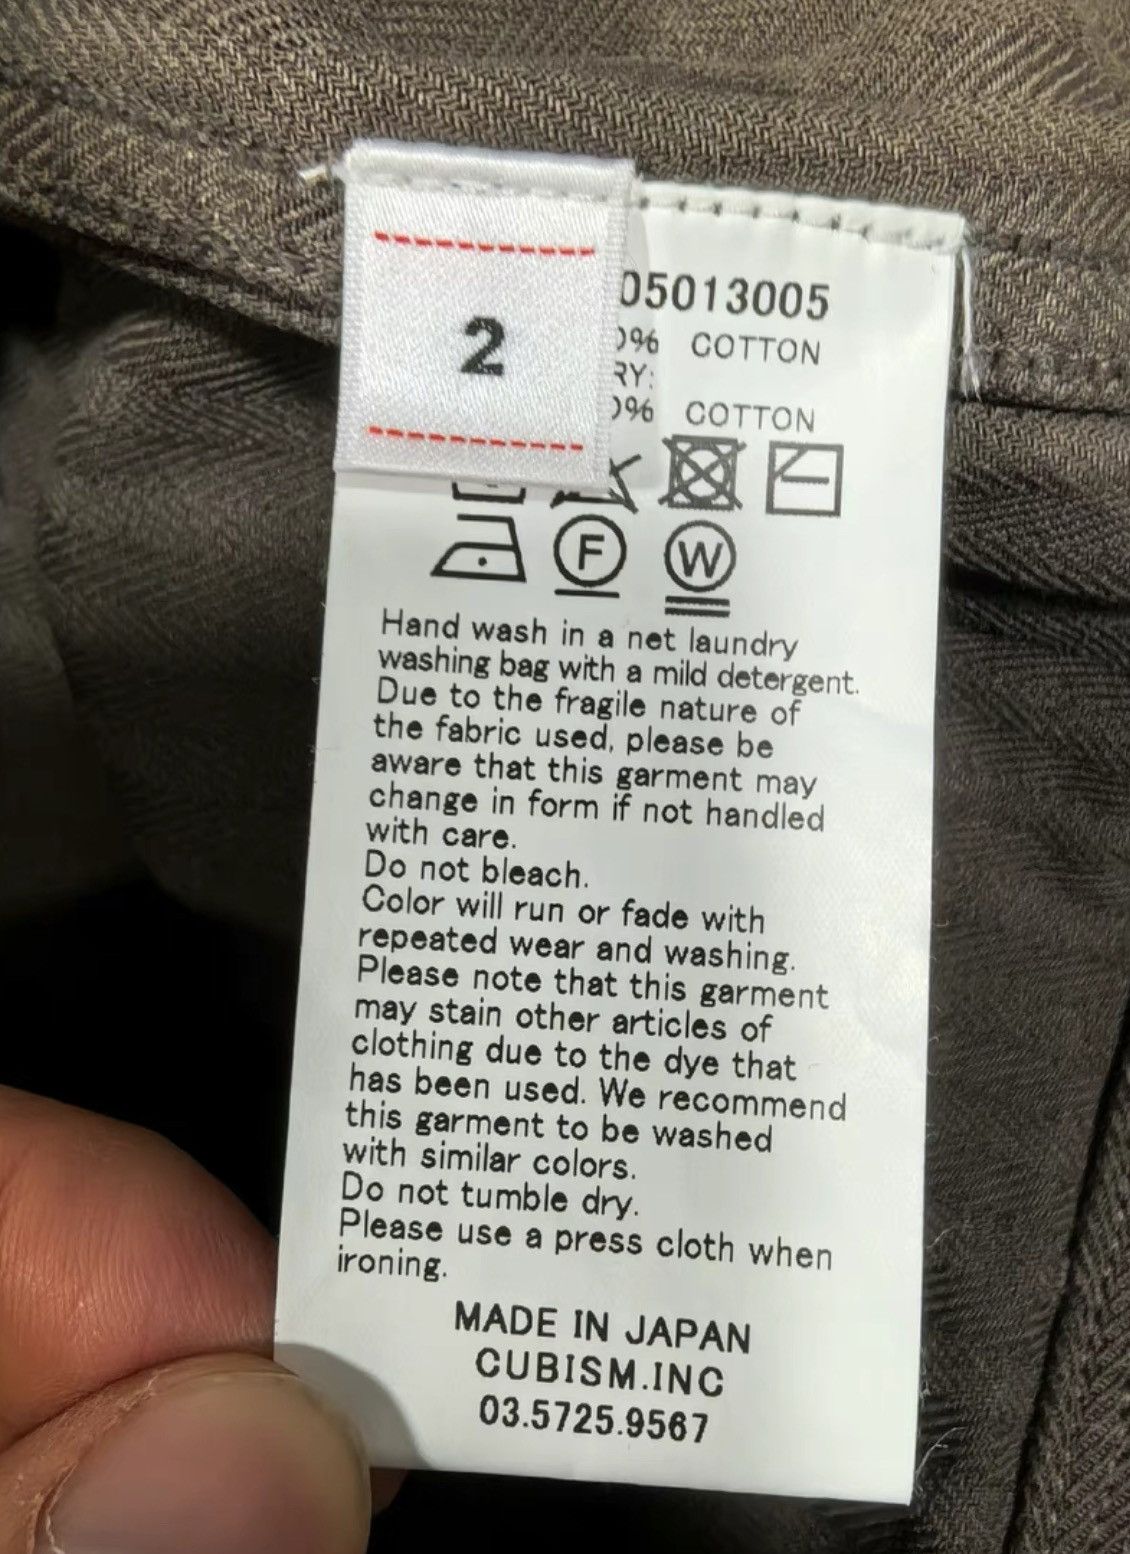 2
05013005
0% COTTON
RY:
0% COTTON
F
W
Hand wash in a net laundry
washing bag with a mild detergent.
Due to the fragile nature of
the fabric used, please be
aware that this garment may
change in form if not handled
with care.
Do not bleach.
Color will run or fade with
repeated wear and washing.
Please note that this garment
may stain other articles of
clothing due to the dye that
has been used. We recommend
this garment to be washed
with similar colors.
Do not tumble dry.
Please use a press cloth when
ironing.
MADE IN JAPAN
CUBISM.INC
03.5725.9567